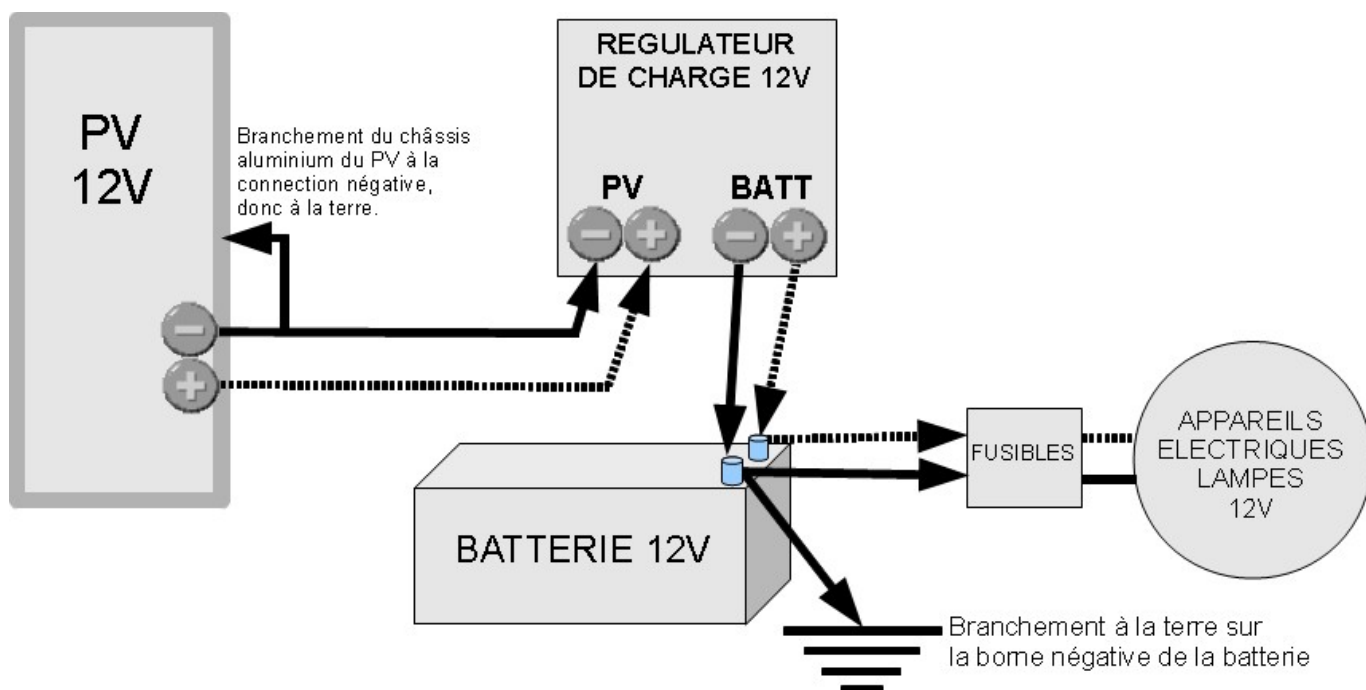 PV
12V
Branchement du châssis
aluminium du PV à la
connection négative,
donc à la terre.
REGULATEUR
DE CHARGE 12V
PV
BATT
- + - +
-
+
BATTERIE 12V
FUSIBLES
APPAREILS
ELECTRIQUES
LAMPES
12V
Branchement à la terre sur
la borne négative de la batterie